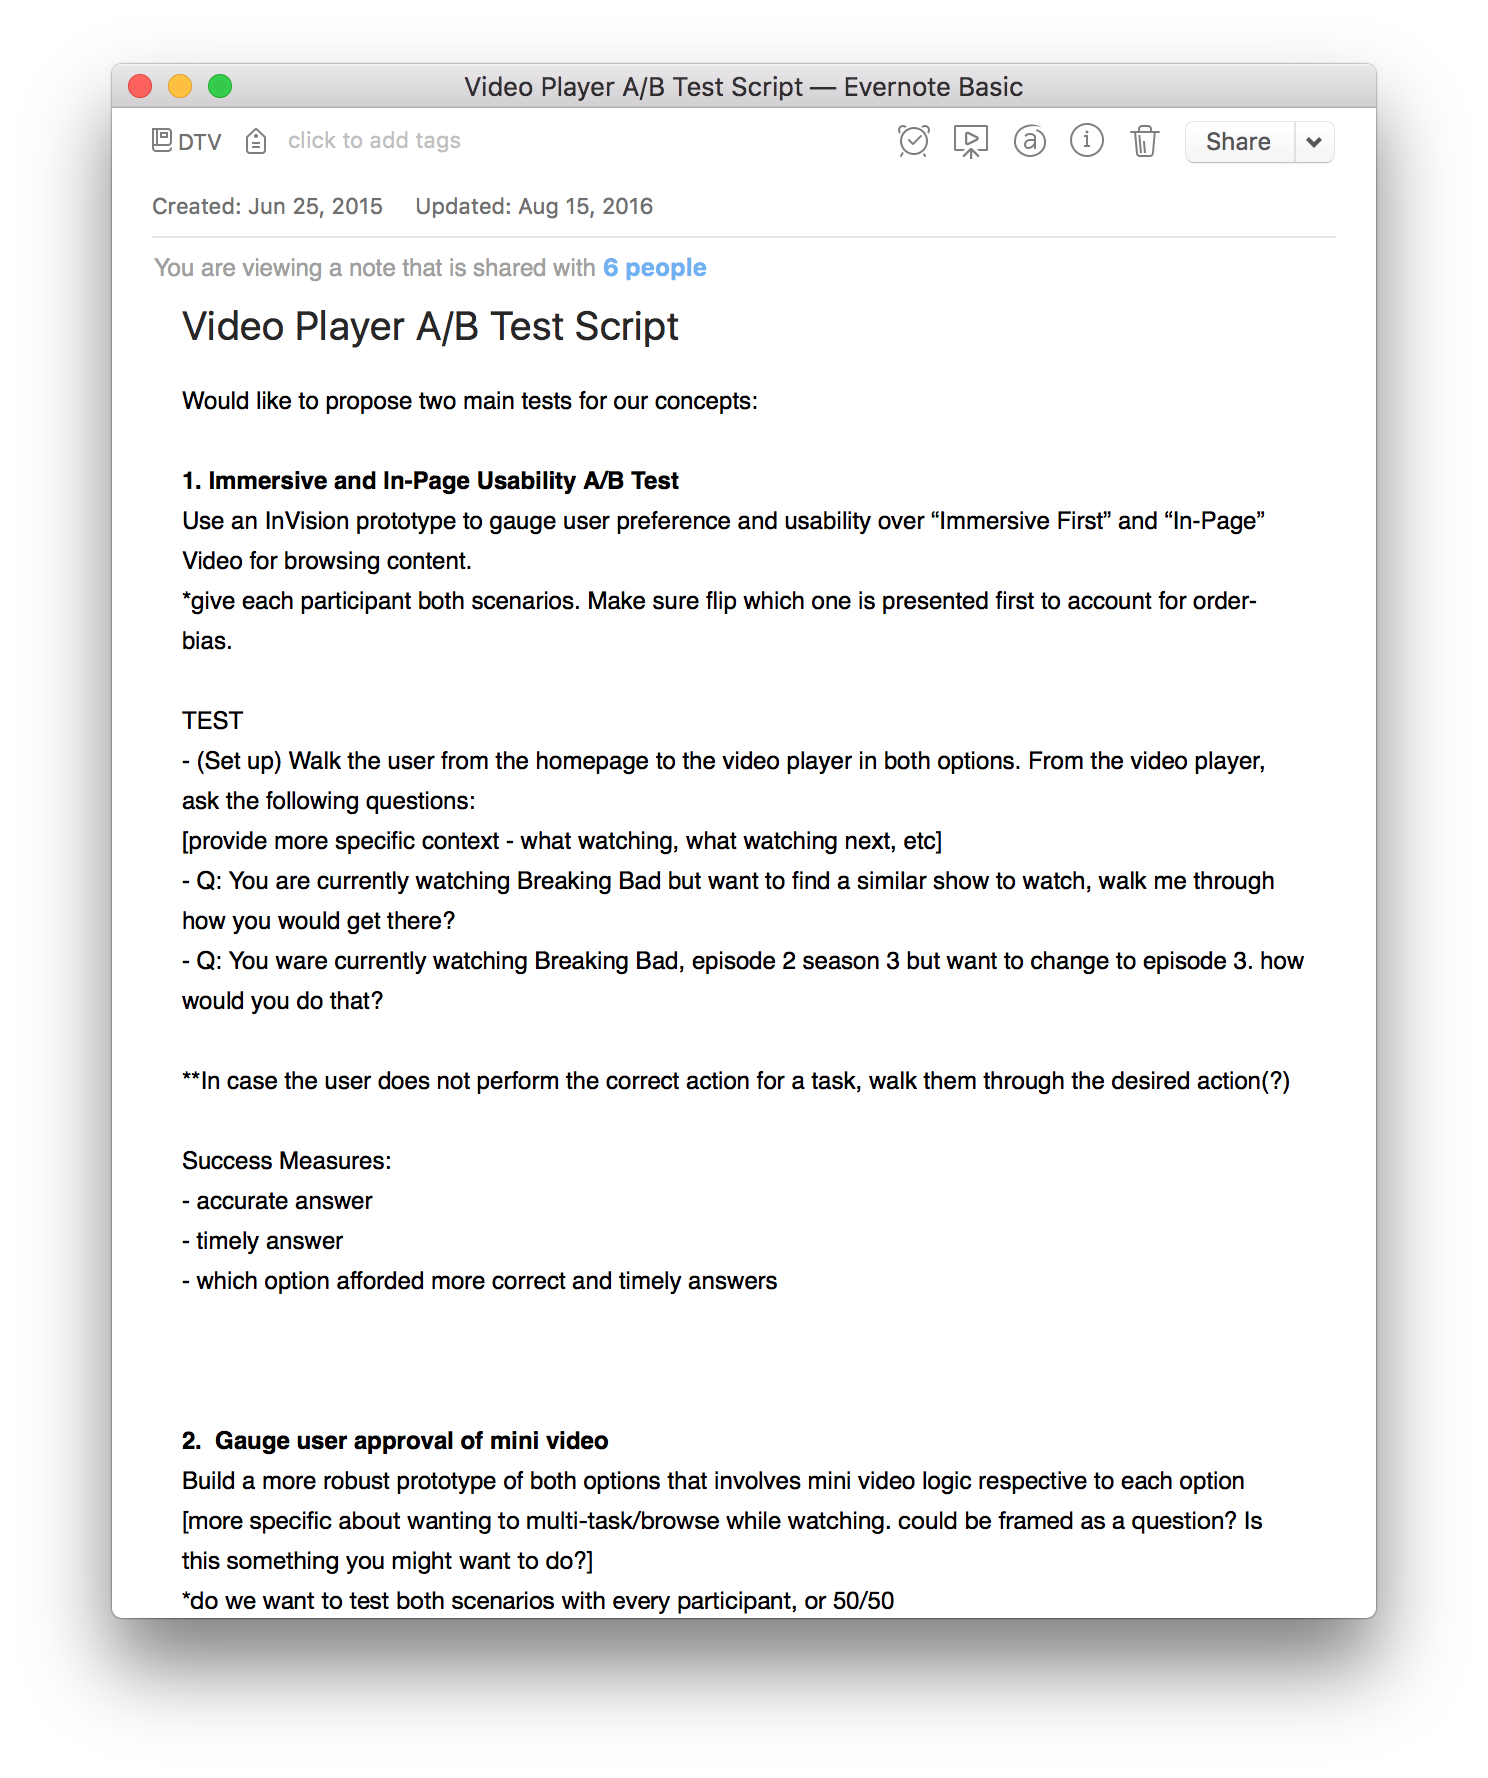 Video Player A/B Test Script — Evernote Basic
DTV click to add tags
Share
Created: Jun 25, 2015 Updated: Aug 15, 2016
You are viewing a note that is shared with 6 people
Video Player A/B Test Script
Would like to propose two main tests for our concepts:
1. Immersive and In-Page Usability A/B Test
Use an InVision prototype to gauge user preference and usability over “Immersive First” and “In-Page”
Video for browsing content.
*give each participant both scenarios. Make sure flip which one is presented first to account for order-
bias.
TEST
- (Set up) Walk the user from the homepage to the video player in both options. From the video player,
ask the following questions:
[provide more specific context - what watching, what watching next, etc]
- Q: You are currently watching Breaking Bad but want to find a similar show to watch, walk me through
how you would get there?
- Q: You ware currently watching Breaking Bad, episode 2 season 3 but want to change to episode 3. how
would you do that?
**In case the user does not perform the correct action for a task, walk them through the desired action(?)
Success Measures:
- accurate answer
- timely answer
- which option afforded more correct and timely answers
2.  Gauge user approval of mini video
Build a more robust prototype of both options that involves mini video logic respective to each option
[more specific about wanting to multi-task/browse while watching. could be framed as a question? Is
this something you might want to do?]
*do we want to test both scenarios with every participant, or 50/50